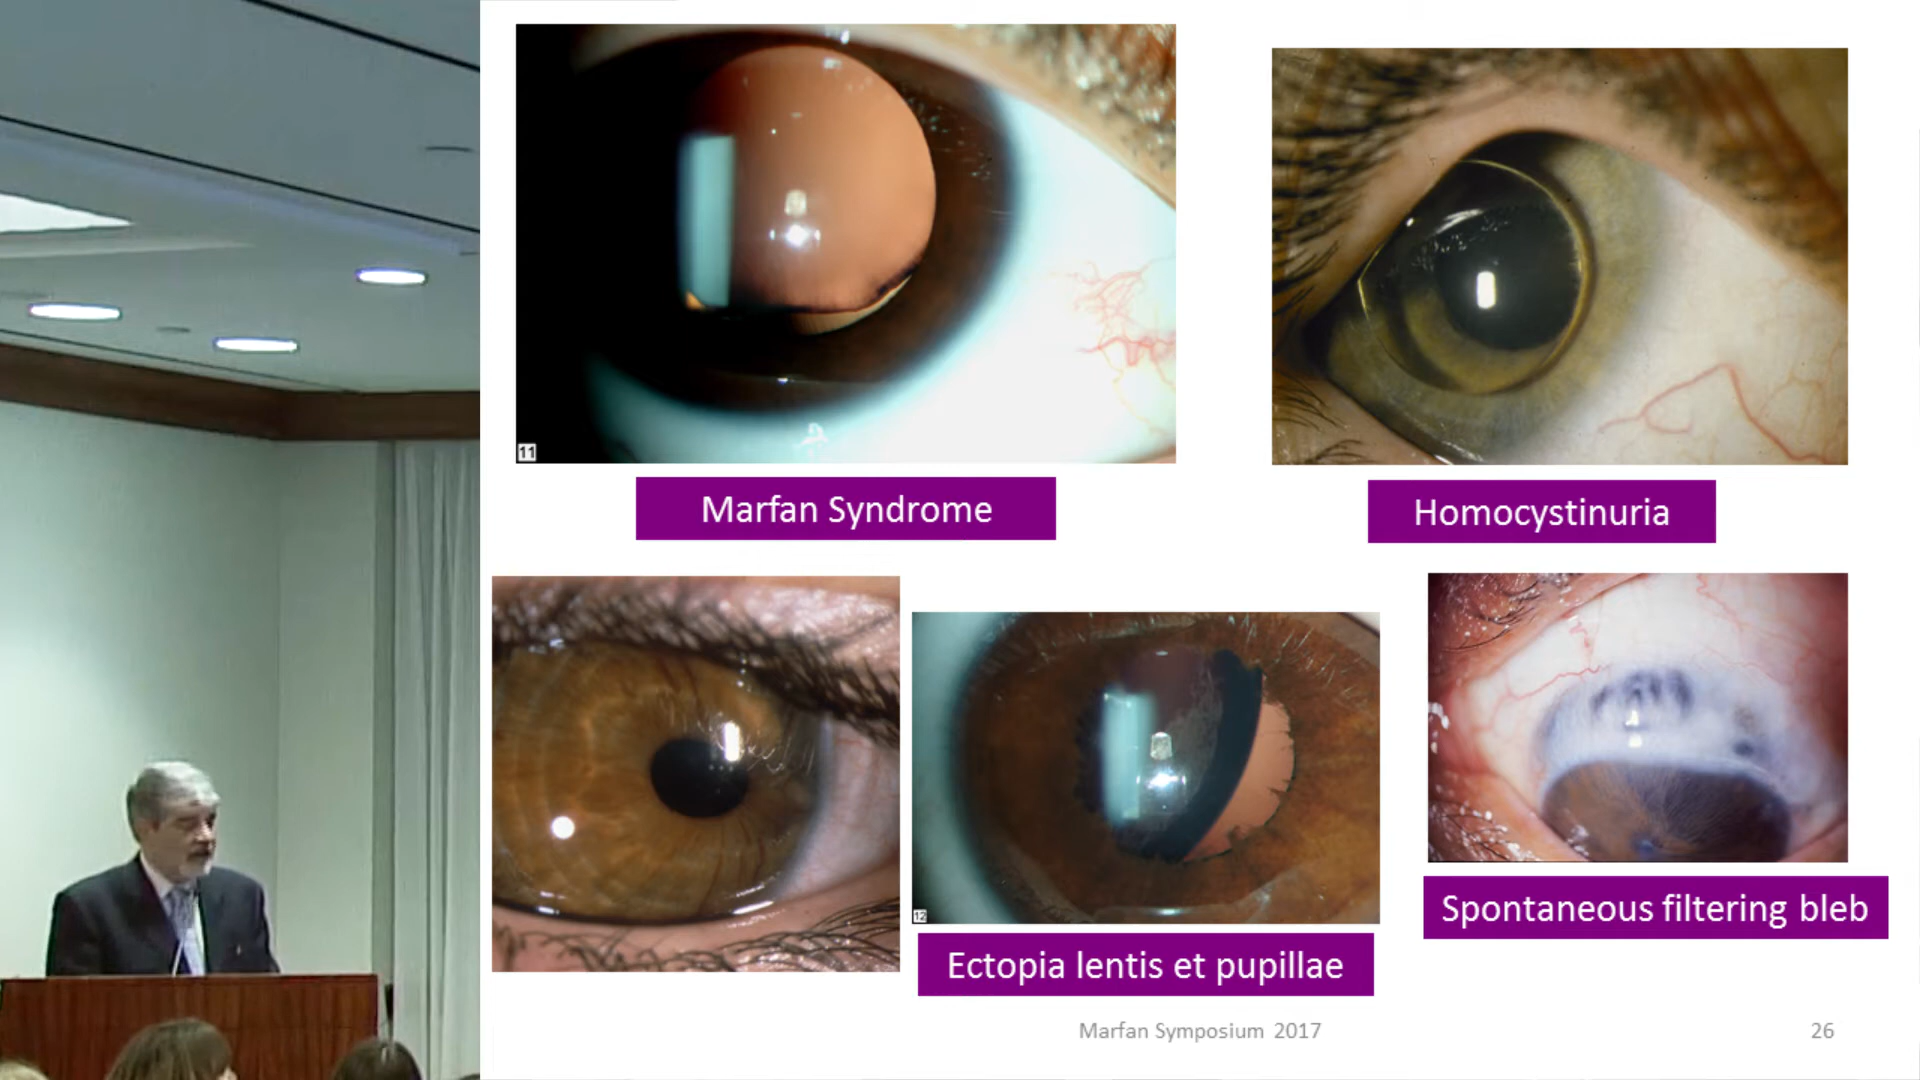 11
Marfan Syndrome
Homocystinuria
12
Ectopia lentis et pupillae
Spontaneous filtering bleb
Marfan Symposium 2017
26